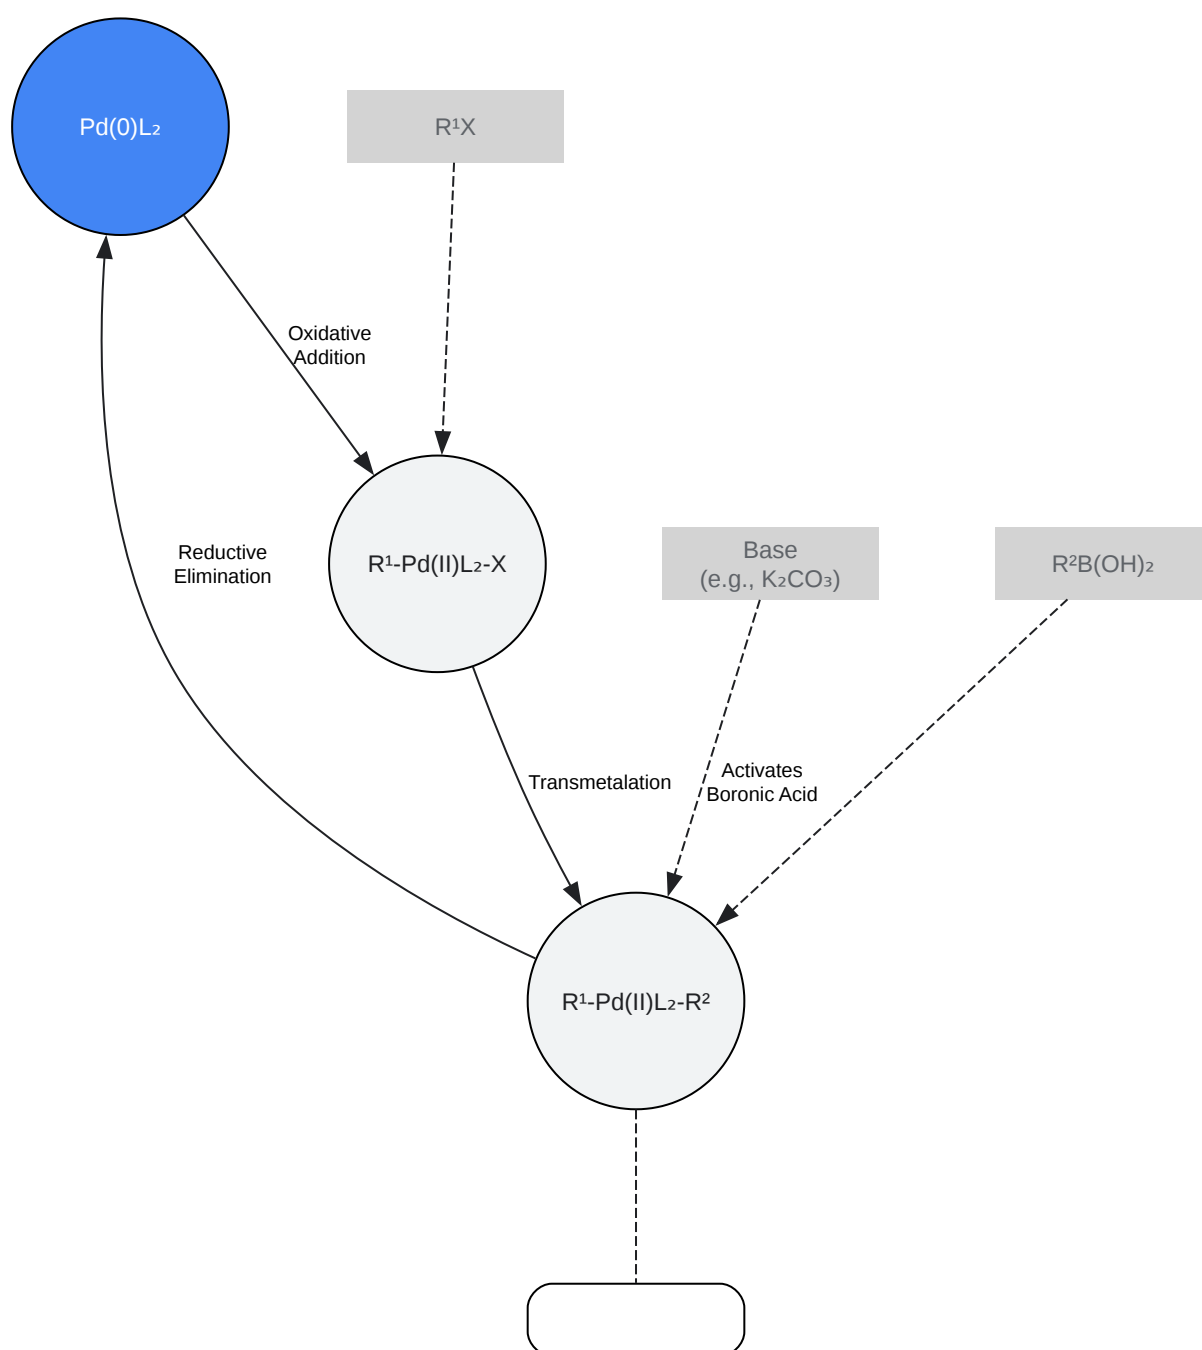 Pd(0)L₂
R¹X
Oxidative
Addition
Reductive
Elimination
R¹-Pd(II)L₂-X
Base
(e.g., K₂CO₃)
R²B(OH)₂
Transmetalation
Activates
Boronic Acid
R¹-Pd(II)L₂-R²